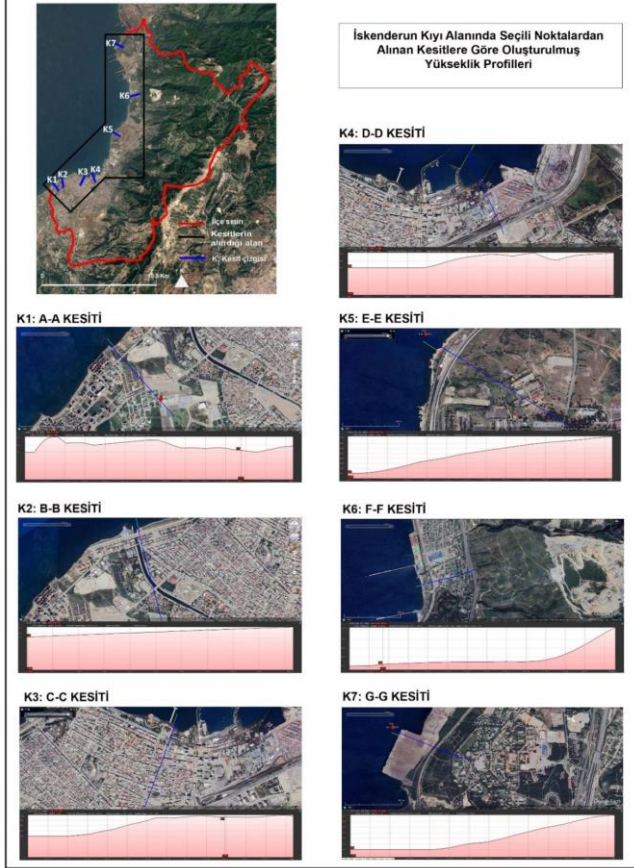 İskenderun Kıyı Alanında Seçili Noktalardan
Alınan Kesitlere Göre Oluşturulmuş
Yükseklik Profilleri
K7
K6
K5
K1
K2
K3
K4
Kesitlerin
alındığı alan
K: Kesit çizgisi
K4: D-D KESİTİ
K1: A-A KESİTİ
K5: E-E KESİTİ
K2: B-B KESİTİ
K6: F-F KESİTİ
K3: C-C KESİTİ
K7: G-G KESİTİ